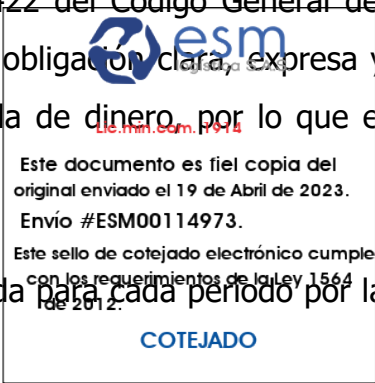 422 del Código General de
esm
logística S.A.S
obligación clara, expresa y
la de dinero, por lo que e
Lic.min.com. 1914
Este documento es fiel copia del
original enviado el 19 de Abril de 2023.
Envío #ESM00114973.
Este sello de cotejado electrónico cumple
con los requerimientos de la Ley 1564
de 2012.
da para cada período por la
COTEJADO